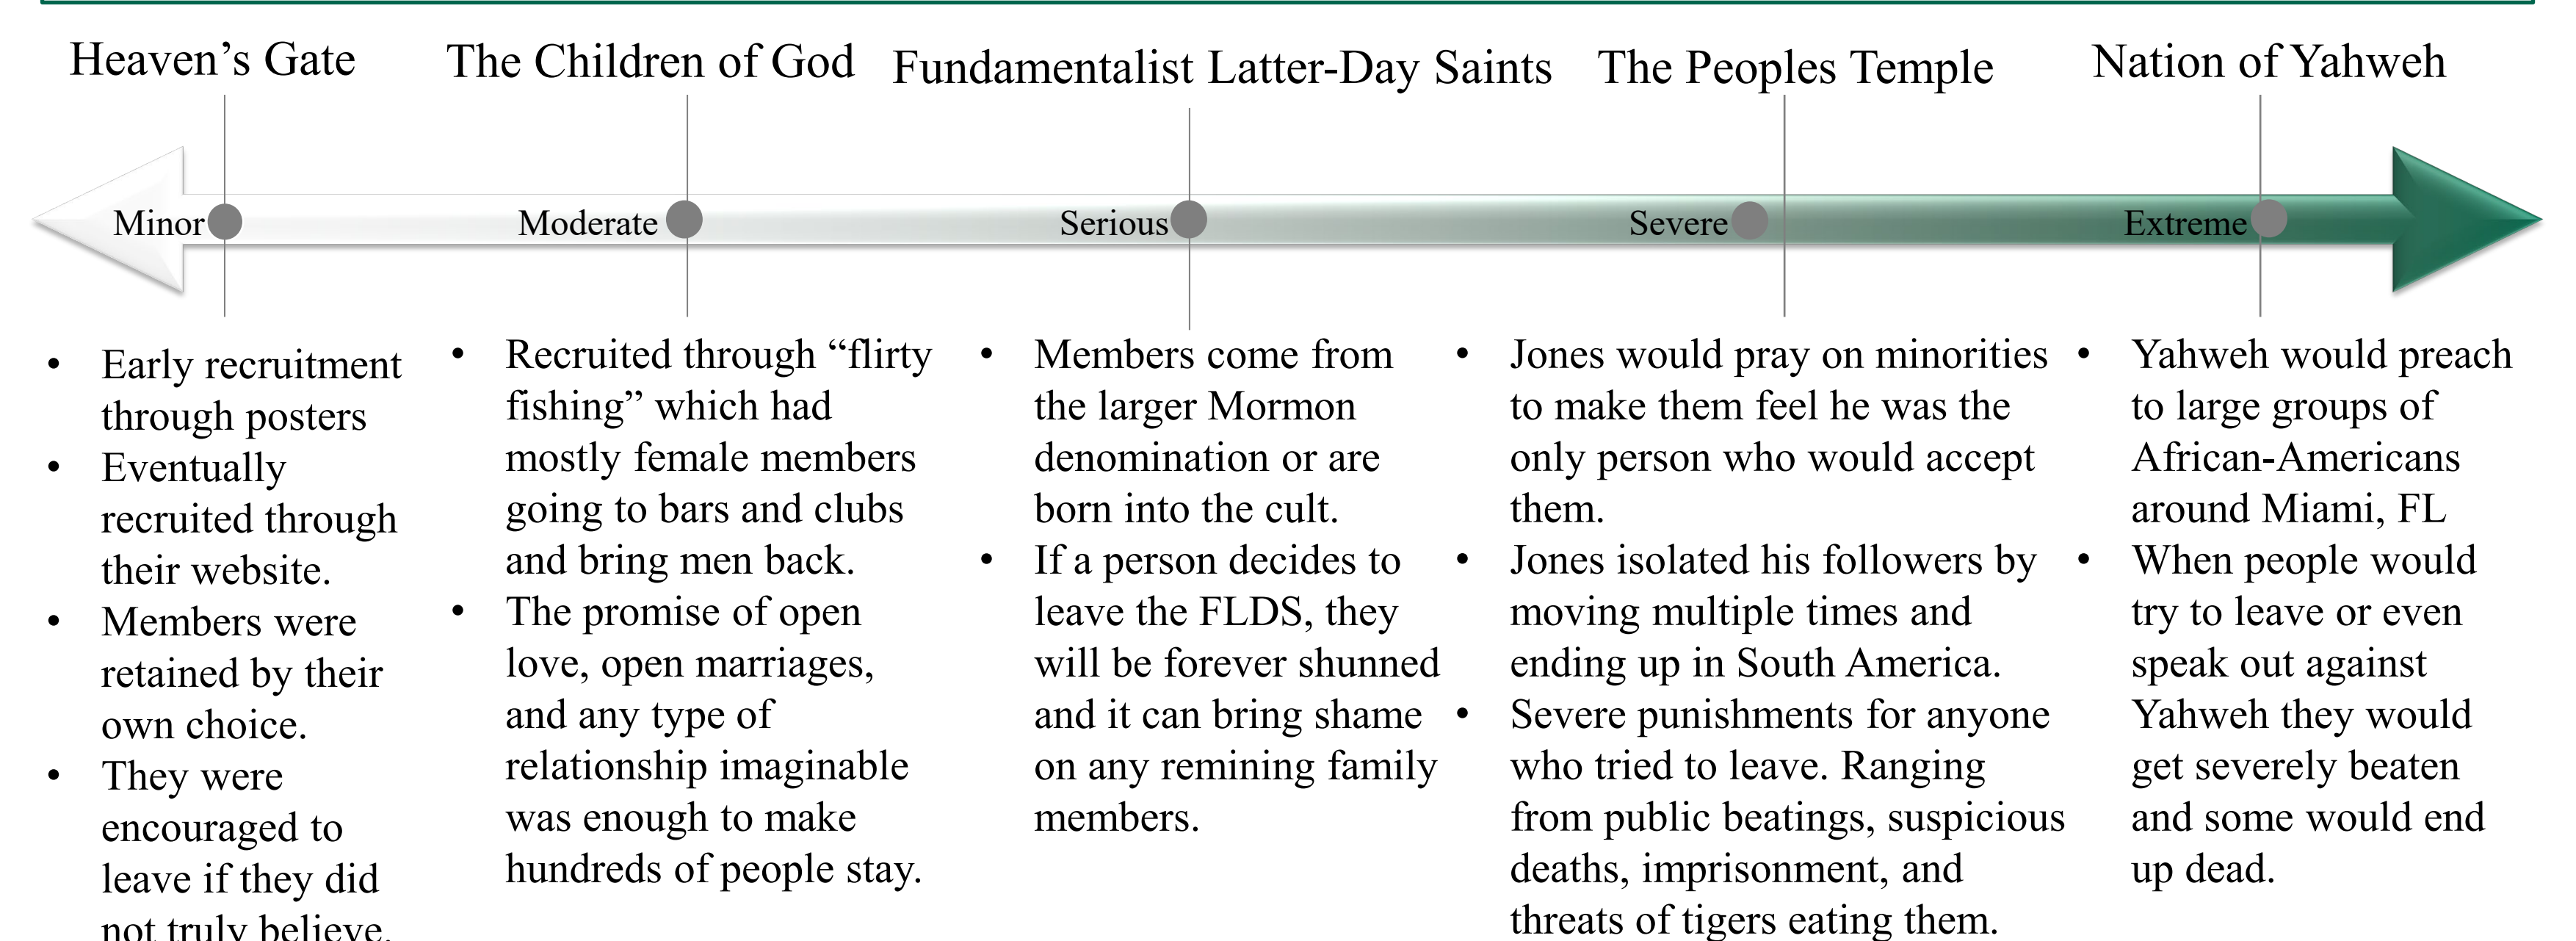 Heaven’s Gate
The Children of God
Fundamentalist Latter-Day Saints
The Peoples Temple
Nation of Yahweh
Minor
Moderate
Serious
Severe
Extreme
• Early recruitment
through posters
• Eventually
recruited through
their website.
• Members were
retained by their
own choice.
• They were
encouraged to
leave if they did
not truly believe.
• Recruited through “flirty
fishing” which had
mostly female members
going to bars and clubs
and bring men back.
• The promise of open
love, open marriages,
and any type of
relationship imaginable
was enough to make
hundreds of people stay.
• Members come from
the larger Mormon
denomination or are
born into the cult.
• If a person decides to
leave the FLDS, they
will be forever shunned
and it can bring shame
on any remining family
members.
• Jones would pray on minorities
to make them feel he was the
only person who would accept
them.
• Jones isolated his followers by
moving multiple times and
ending up in South America.
• Severe punishments for anyone
who tried to leave. Ranging
from public beatings, suspicious
deaths, imprisonment, and
threats of tigers eating them.
• Yahweh would preach
to large groups of
African-Americans
around Miami, FL
• When people would
try to leave or even
speak out against
Yahweh they would
get severely beaten
and some would end
up dead.